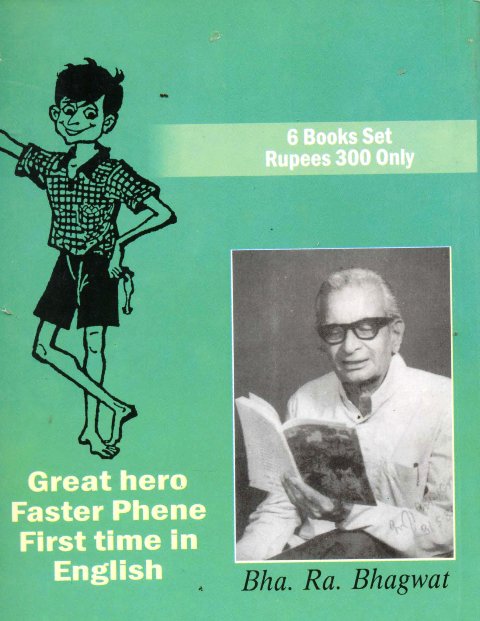 6 Books Set
Rupees 300 Only
Great hero
Faster Phene
First time in
English
Bha. Ra. Bhagwat